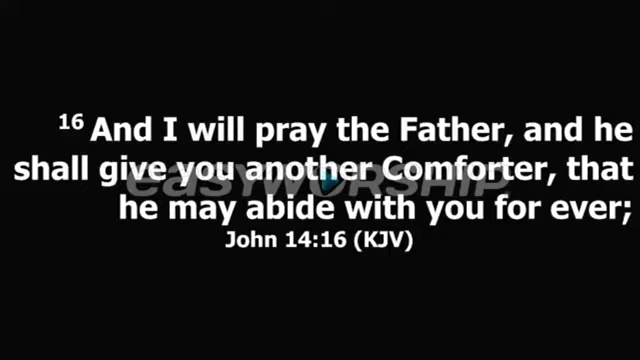 16 And I will pray the Father, and he
shall give you another Comforter, that
easyworship
he may abide with you for ever;
John 14:16 (KJV)